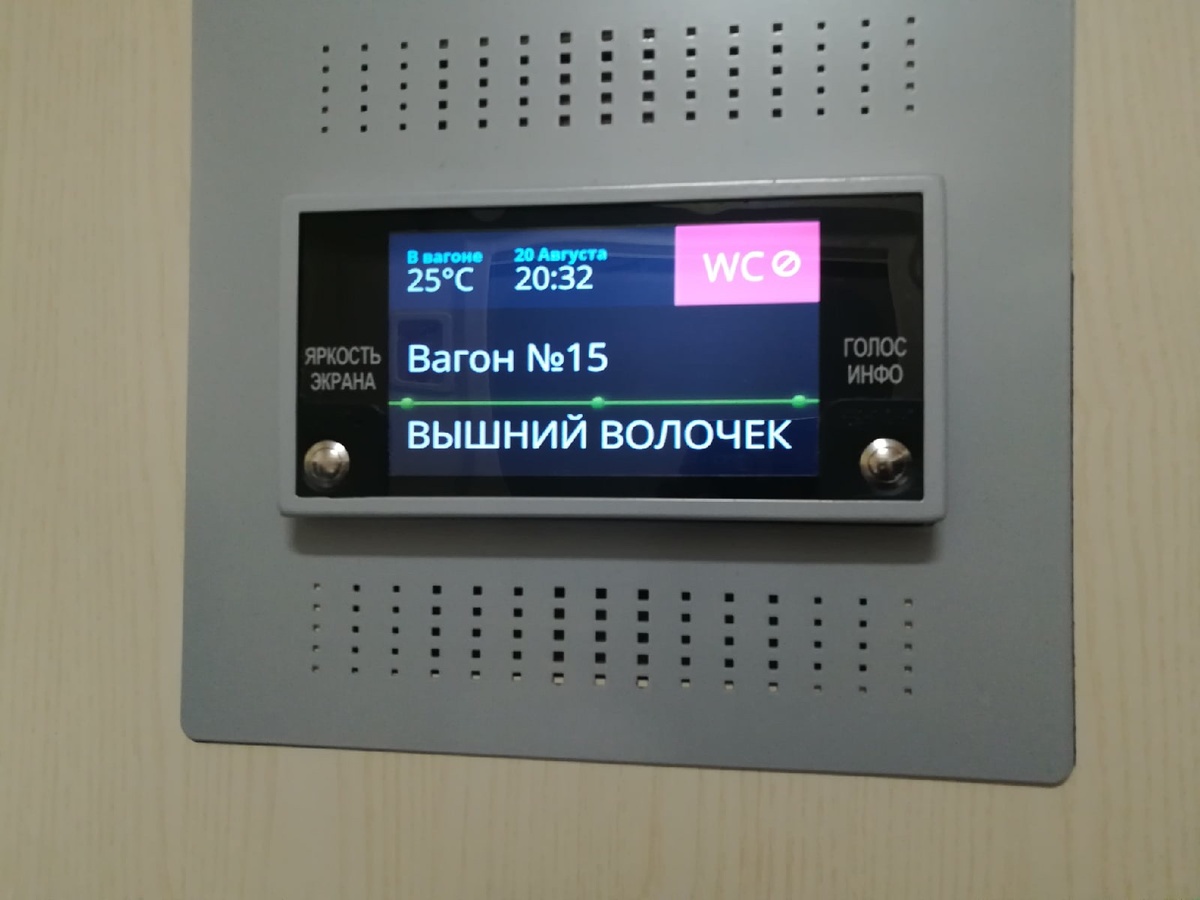 В вагоне
25°C
20 Августа
20:32
WC
Вагон №15
ВЫШНИЙ ВОЛОЧЕК
ЯРКОСТЬ
ЭКРАНА
ГОЛОС
ИНФО